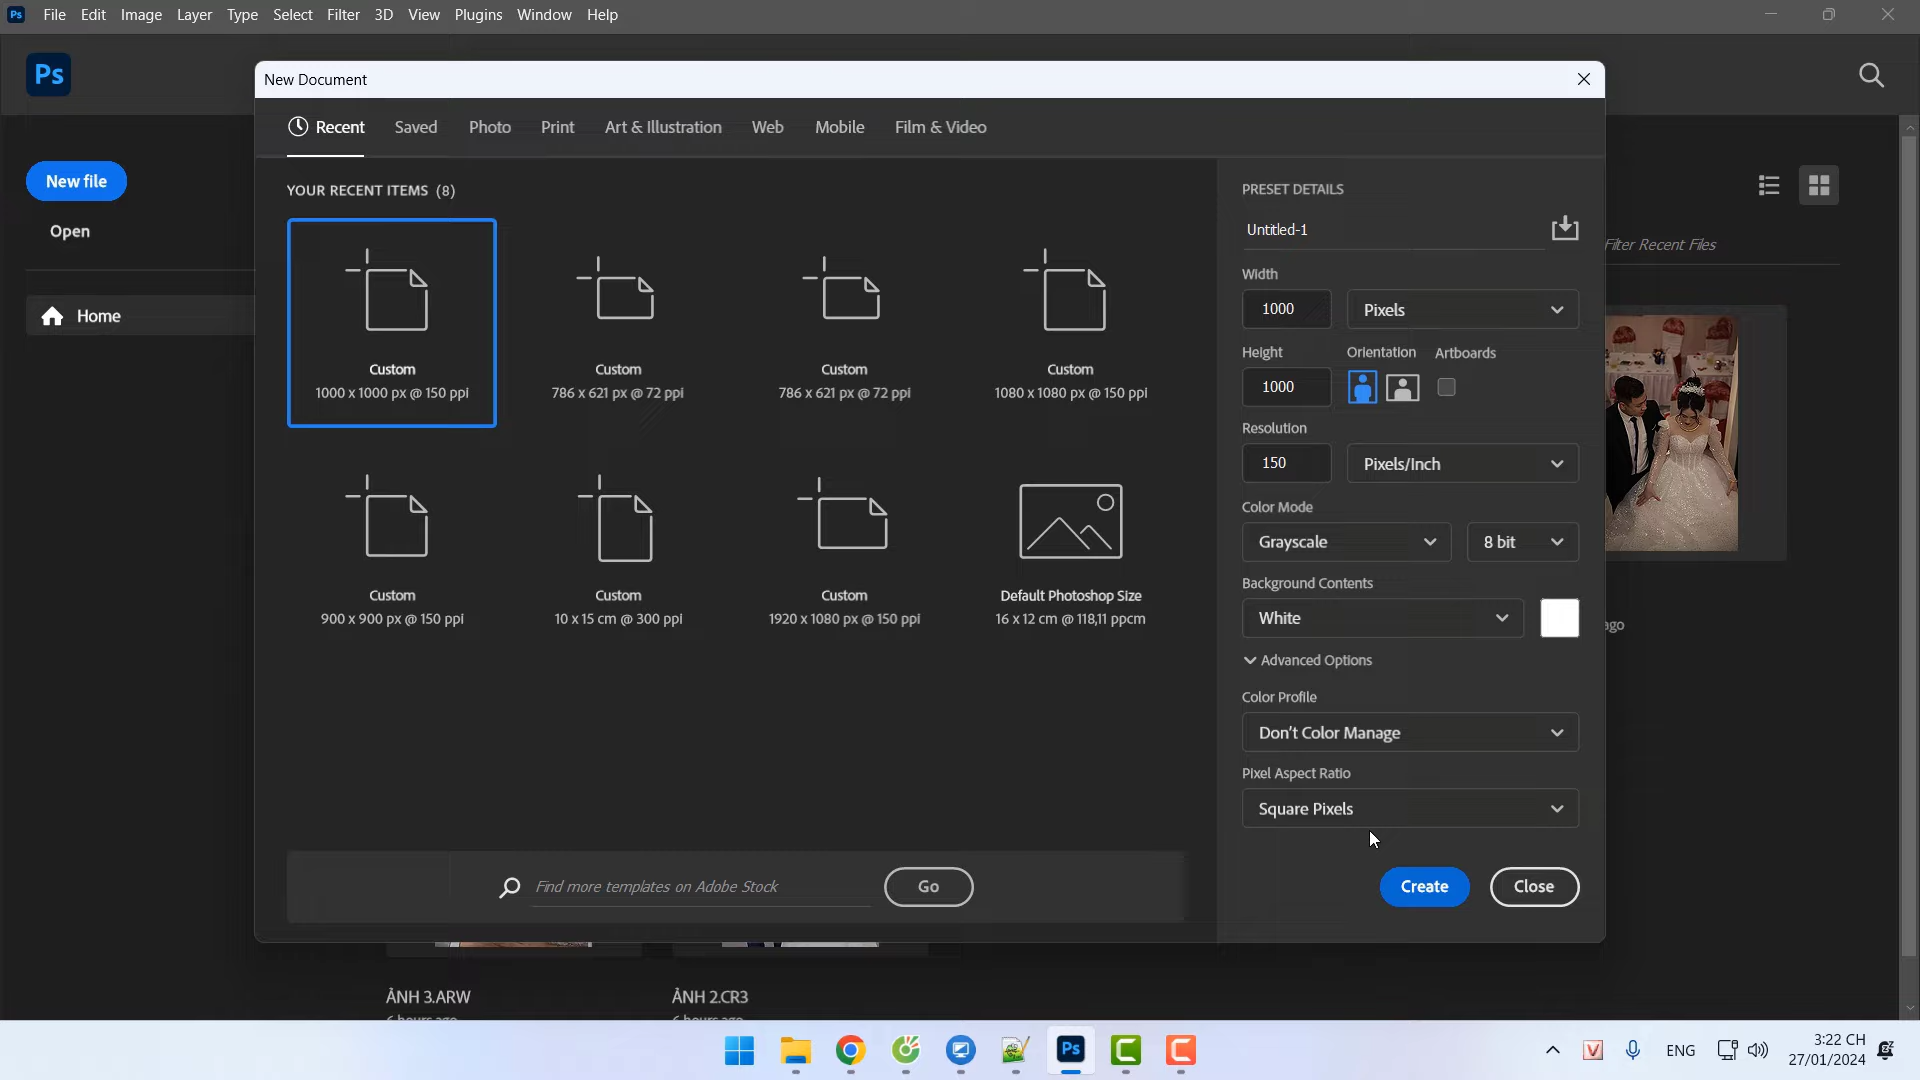 Ps File Edit Image Layer Type Select Filter 3D View Plugins Window Help
Ps
New Document
Recent Saved Photo Print Art & Illustration Web Mobile Film & Video
New file
Open
Home
YOUR RECENT ITEMS (8)
Custom
1000 x 1000 px @ 150 ppi
Custom
786 x 621 px @ 72 ppi
Custom
786 x 621 px @ 72 ppi
Custom
1080 x 1080 px @ 150 ppi
Custom
900 x 900 px @ 150 ppi
Custom
10 x 15 cm @ 300 ppi
Custom
1920 x 1080 px @ 150 ppi
Default Photoshop Size
16 x 12 cm @ 118,11 ppcm
Find more templates on Adobe Stock
Go
PRESET DETAILS
Untitled-1
Width
1000 Pixels
Height Orientation Artboards
1000
Resolution
150 Pixels/Inch
Color Mode
Grayscale 8 bit
Background Contents
White
Advanced Options
Color Profile
Don't Color Manage
Pixel Aspect Ratio
Square Pixels
Create Close
Filter Recent Files
ago
ẢNH 3.ARW
6 hours ago
ẢNH 2.CR3
6 hours ago
Ps
ENG
3:22 CH
27/01/2024